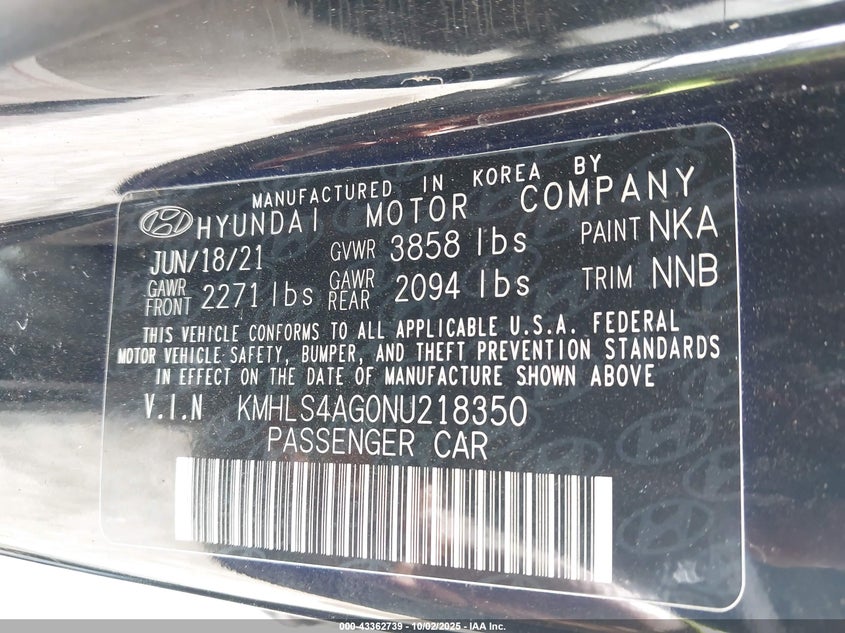 MANUFACTURED IN KOREA BY
HYUNDAI MOTOR COMPANY
JUN/18/21 GVWR 3858 lbs PAINT NKA
GAWR FRONT 2271 lbs GAWR REAR 2094 lbs TRIM NNB
THIS VEHICLE CONFORMS TO ALL APPLICABLE U.S.A. FEDERAL
MOTOR VEHICLE SAFETY, BUMPER, AND THEFT PREVENTION STANDARDS
IN EFFECT ON THE DATE OF MANUFACTURE SHOWN ABOVE
V.I.N KMHLS4AG0NU218350
PASSENGER CAR
000-43362739 - 10/02/2025 - IAA Inc.